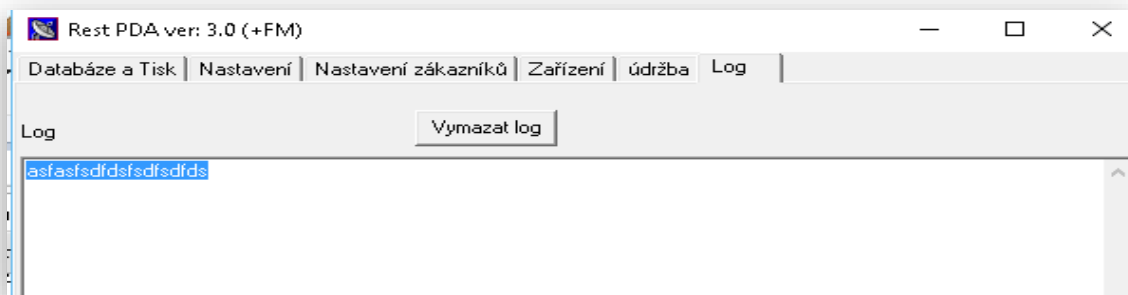 Rest PDA ver: 3.0 (+FM)
Databáze a Tisk Nastavení Nastavení zákazníků Zařízení údržba Log
Log Vymazat log
asfasfsdfdsfsdfsdfds